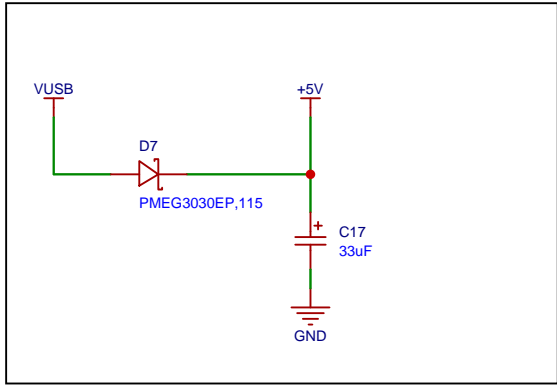 VUSB
+5V
D7
PMEG3030EP,115
+
C17
33uF
GND